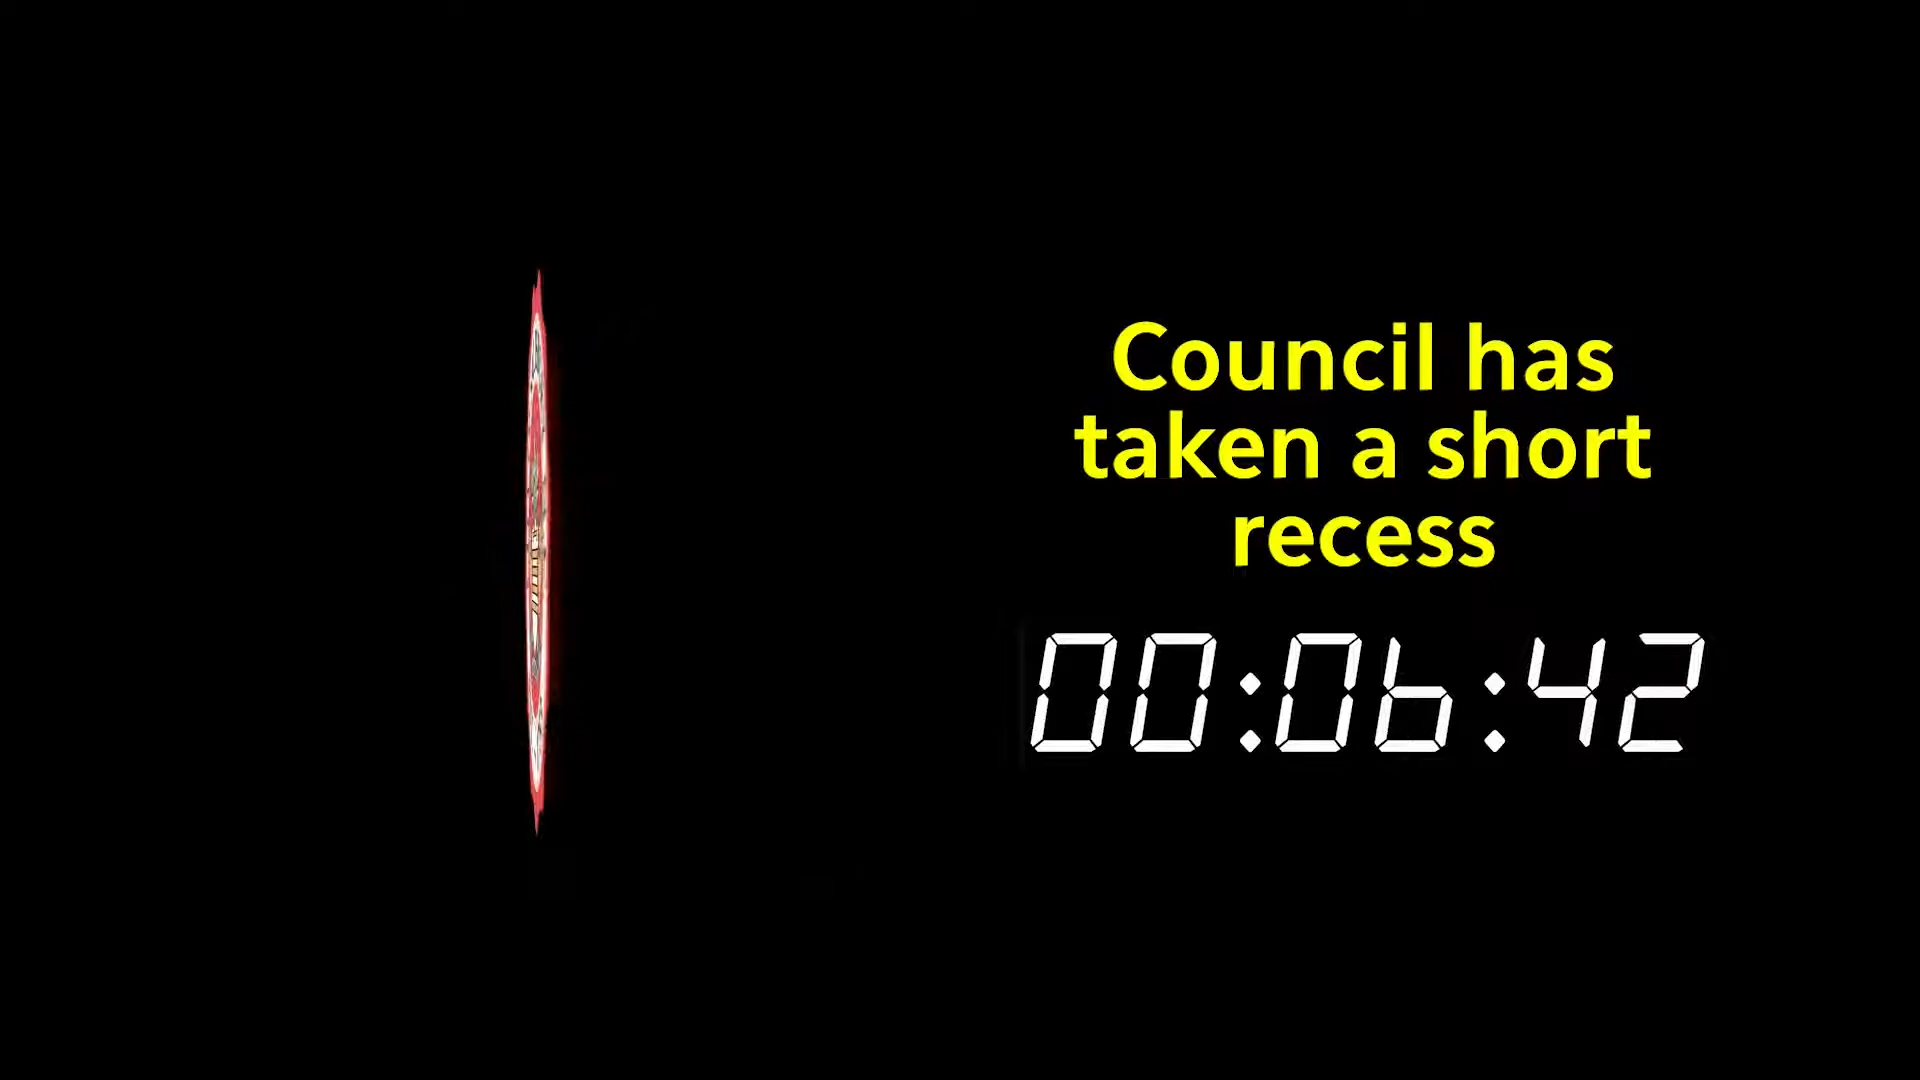 Council has
taken a short
recess
00:06:42